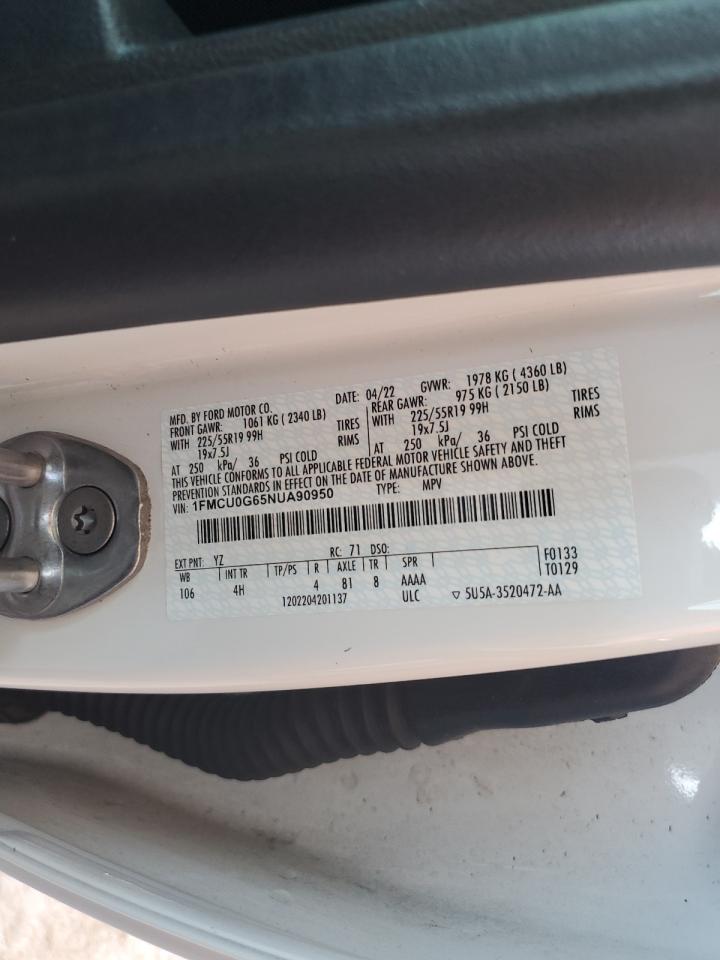 MFD. BY FORD MOTOR CO. DATE: 04/22 GVWR: 1978 KG ( 4360 LB)
FRONT GAWR: 1061 KG ( 2340 LB) REAR GAWR: 975 KG ( 2150 LB)
WITH 225/55R19 99H TIRES WITH 225/55R19 99H TIRES
19x7.5J RIMS 19x7.5J RIMS
AT 250 kPa/ 36 PSI COLD AT 250 kPa/ 36 PSI COLD
THIS VEHICLE CONFORMS TO ALL APPLICABLE FEDERAL MOTOR VEHICLE SAFETY AND THEFT
PREVENTION STANDARDS IN EFFECT ON THE DATE OF MANUFACTURE SHOWN ABOVE.
VIN: 1FMCU0G65NUA90950 TYPE: MPV
EXT PNT: YZ RC: 71 DSO: F0133
WB INT TR TP/PS R AXLE TR SPR T0129
106 4H 4 81 8 AAAA
1202204201137 ULC ▽ 5U5A-3520472-AA